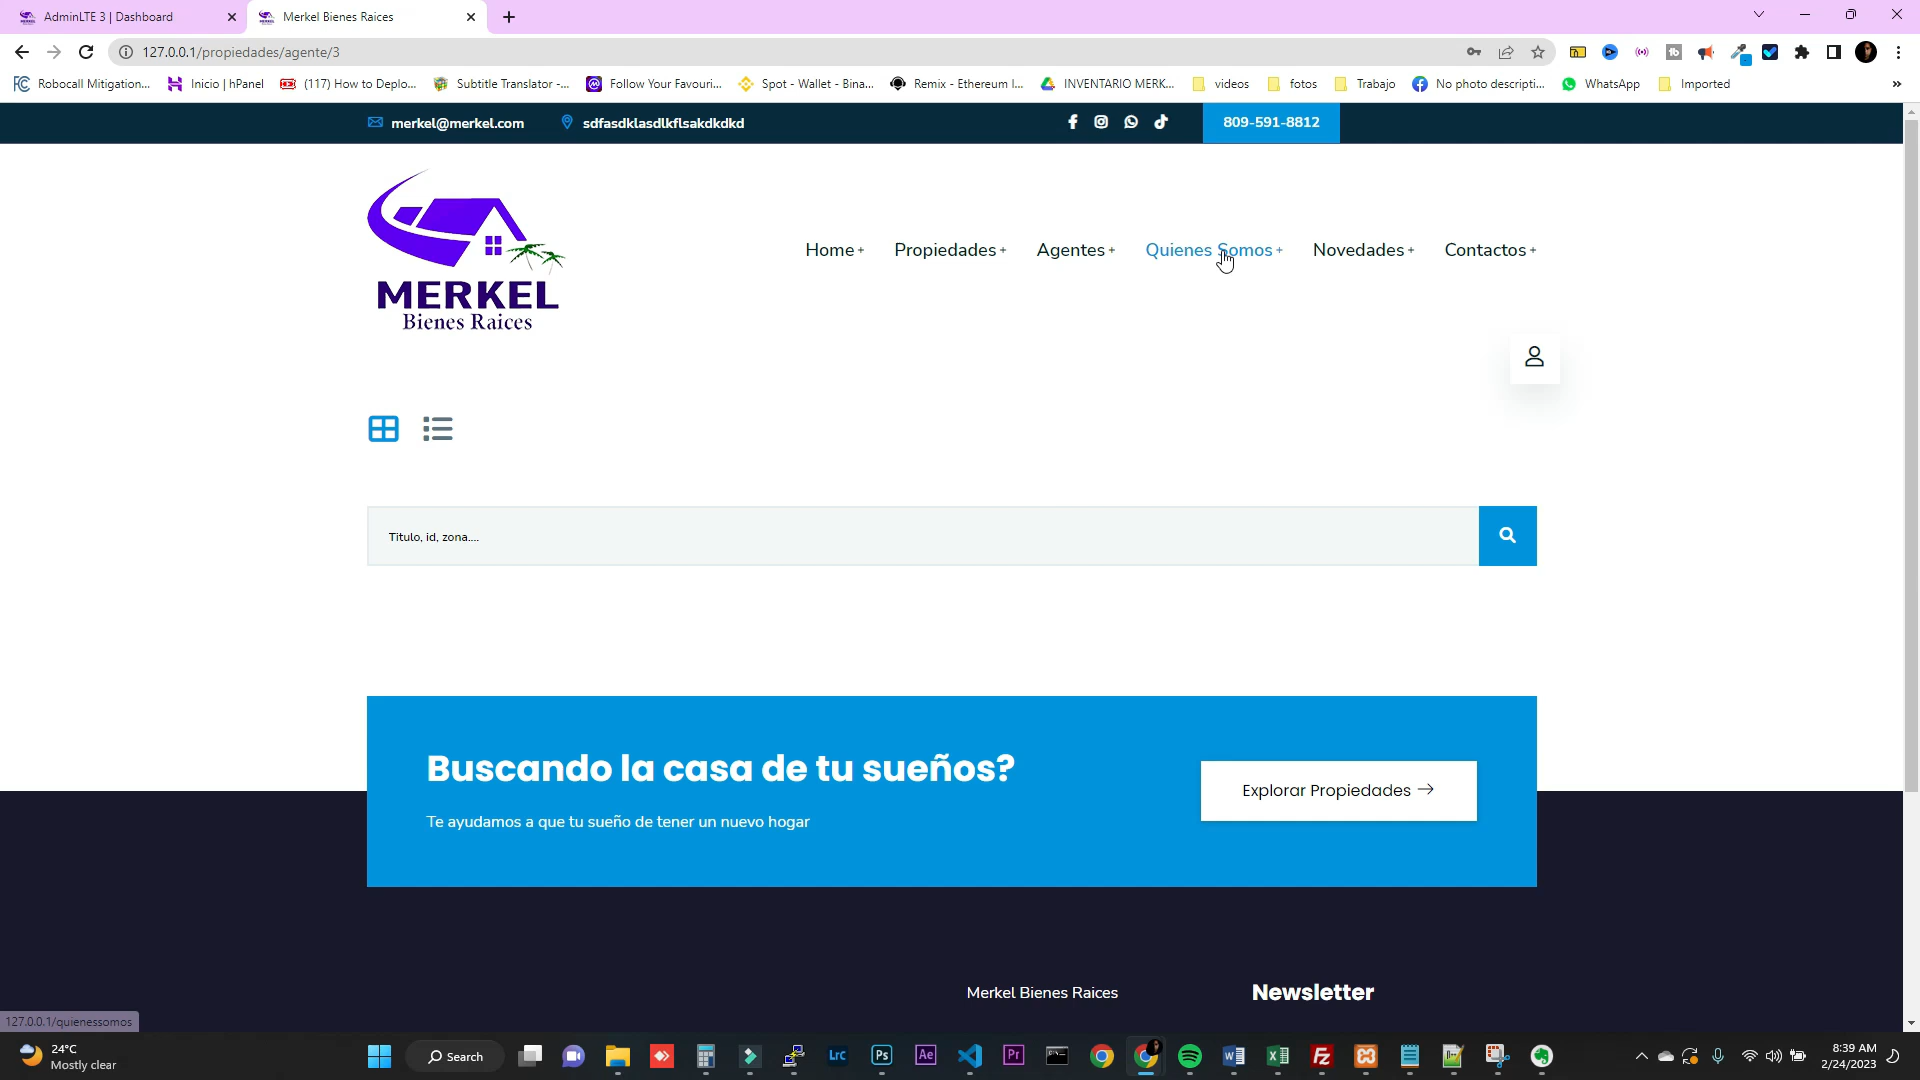 AdminLTE 3 | Dashboard
Merkel Bienes Raices
127.0.0.1/propiedades/agente/3
Robocall Mitigation...
Inicio | hPanel
(117) How to Deplo...
Subtitle Translator -...
Follow Your Favouri...
Spot - Wallet - Bina...
Remix - Ethereum I...
INVENTARIO MERK...
videos
fotos
Trabajo
No photo descripti...
WhatsApp
Imported
»
merkel@merkel.com
sdfasdklasdlkflsakdkdkd
809-591-8812
MERKEL
Bienes Raices
Home +
Propiedades +
Agentes +
Quienes Somos +
Novedades +
Contactos +
Titulo, id, zona....
Buscando la casa de tu sueños?
Te ayudamos a que tu sueño de tener un nuevo hogar
Explorar Propiedades →
Merkel Bienes Raices
Newsletter
127.0.0.1/quienessomos
24°C
Mostly clear
Search
Lrc
Ps
Ae
Pr
8:39 AM
2/24/2023